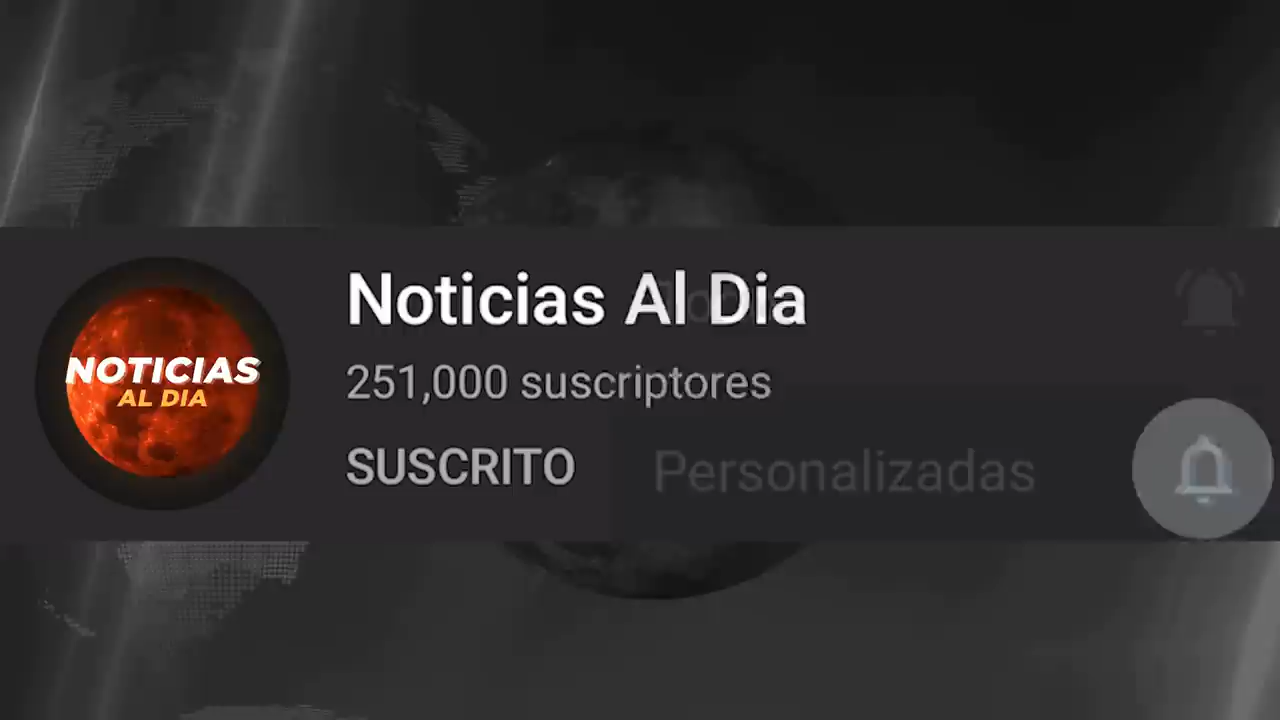 Noticias Al Dia
251,000 suscriptores
SUSCRITO
Personalizadas
NOTICIAS
AL DIA